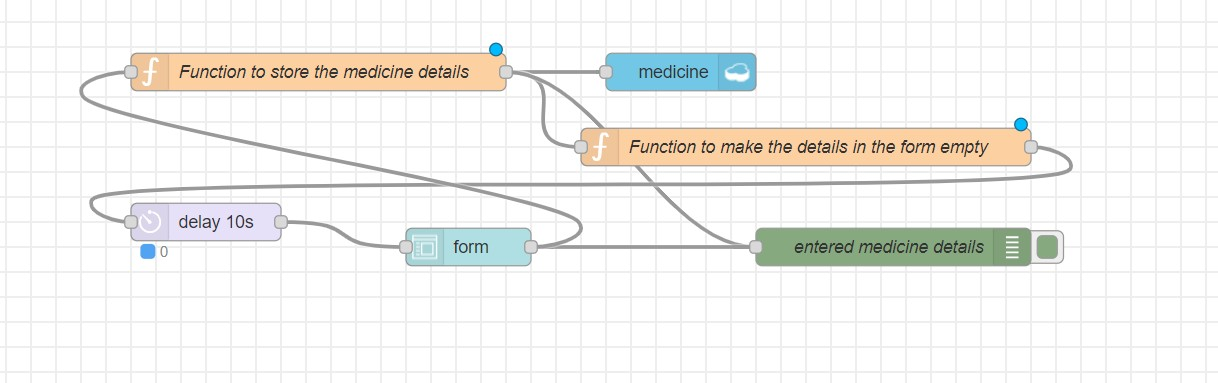 Function to store the medicine details
medicine
Function to make the details in the form empty
delay 10s
form
entered medicine details
0